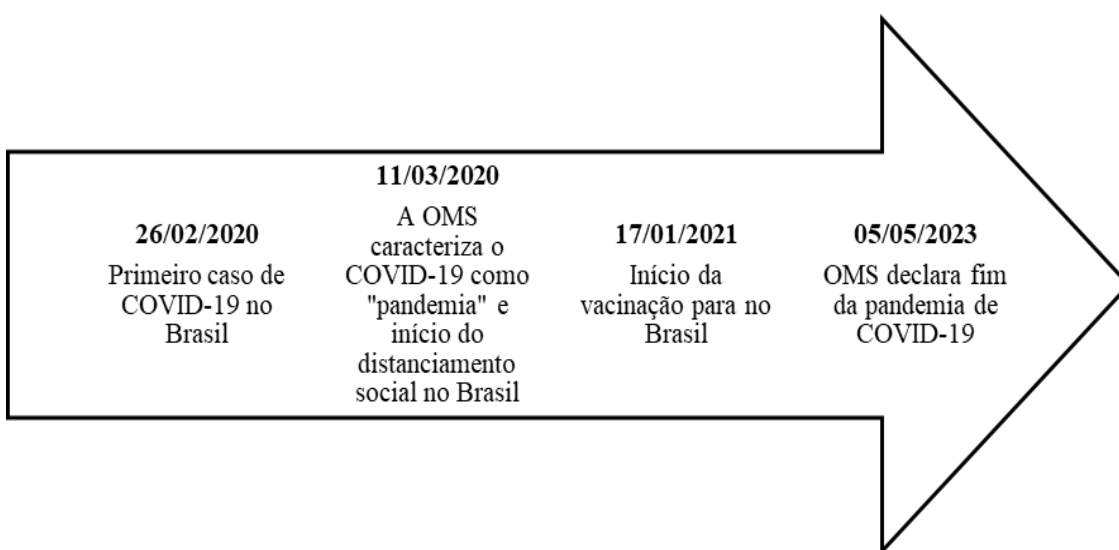 26/02/2020
Primeiro caso de
COVID-19 no
Brasil
11/03/2020
A OMS
caracteriza o
COVID-19 como
"pandemia" e
início do
distanciamento
social no Brasil
17/01/2021
Início da
vacinação para no
Brasil
05/05/2023
OMS declara fim
da pandemia de
COVID-19